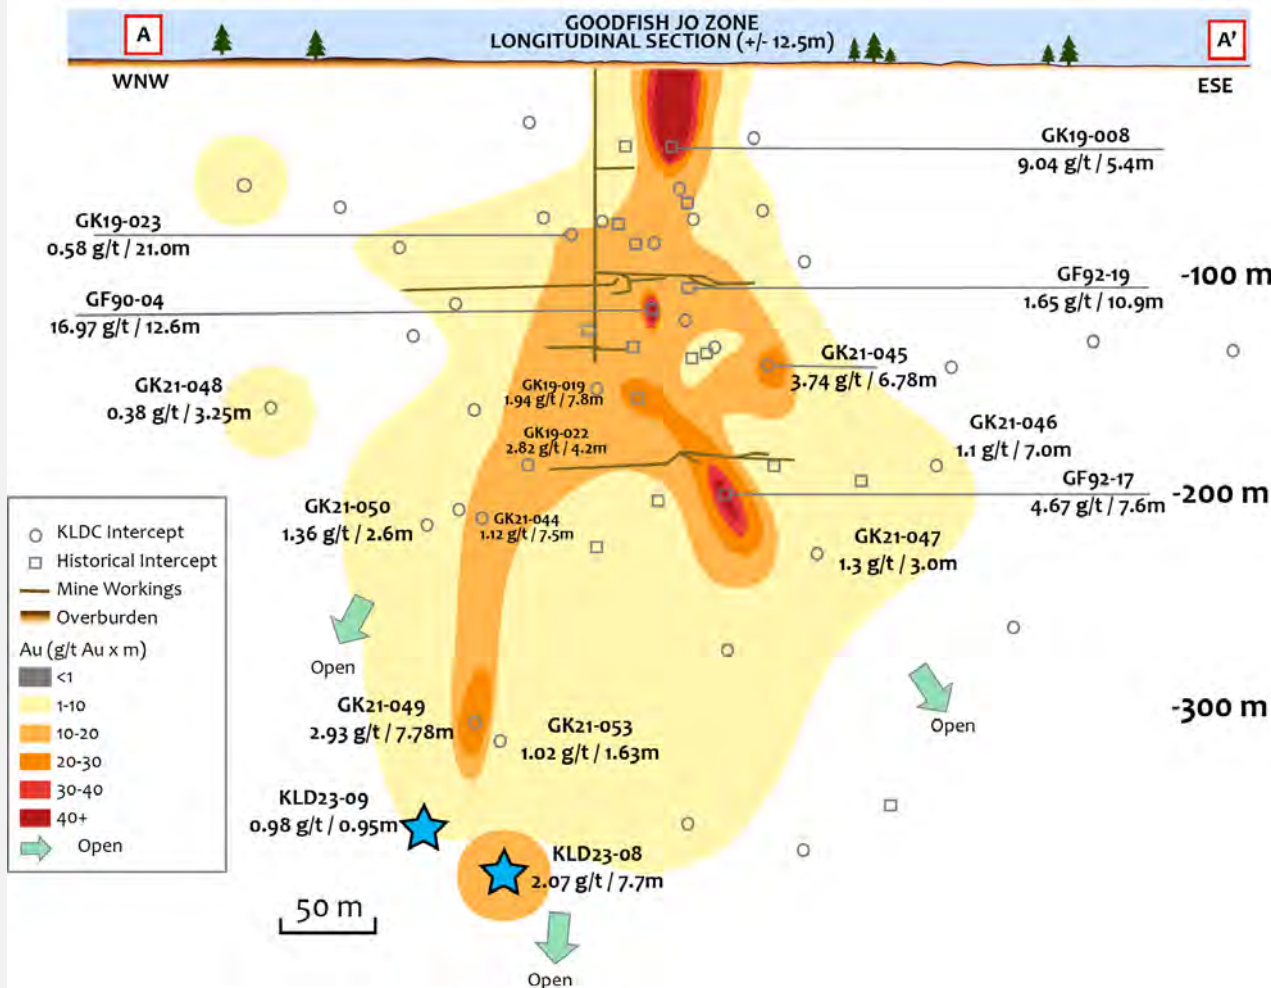 A
GOODFISH JO ZONE
LONGITUDINAL SECTION (+/- 12.5m)
A'
WNW
ESE
GK19-008
9.04 g/t / 5.4m
GK19-023
0.58 g/t / 21.0m
GF92-19
1.65 g/t / 10.9m
-100 m
GF90-04
16.97 g/t / 12.6m
GK21-045
3.74 g/t / 6.78m
GK21-048
0.38 g/t / 3.25m
GK19-019
1.94 g/t / 7.8m
GK19-022
2.82 g/t / 4.2m
GK21-046
1.1 g/t / 7.0m
GF92-17
4.67 g/t / 7.6m
-200 m
GK21-050
1.36 g/t / 2.6m
GK21-044
1.12 g/t / 7.5m
GK21-047
1.3 g/t / 3.0m
KLDC Intercept
Historical Intercept
Mine Workings
Overburden
Au (g/t Au x m)
<1
1-10
10-20
20-30
30-40
40+
Open
Open
Open
-300 m
GK21-049
2.93 g/t / 7.78m
GK21-053
1.02 g/t / 1.63m
KLD23-09
0.98 g/t / 0.95m
KLD23-08
2.07 g/t / 7.7m
50 m
Open